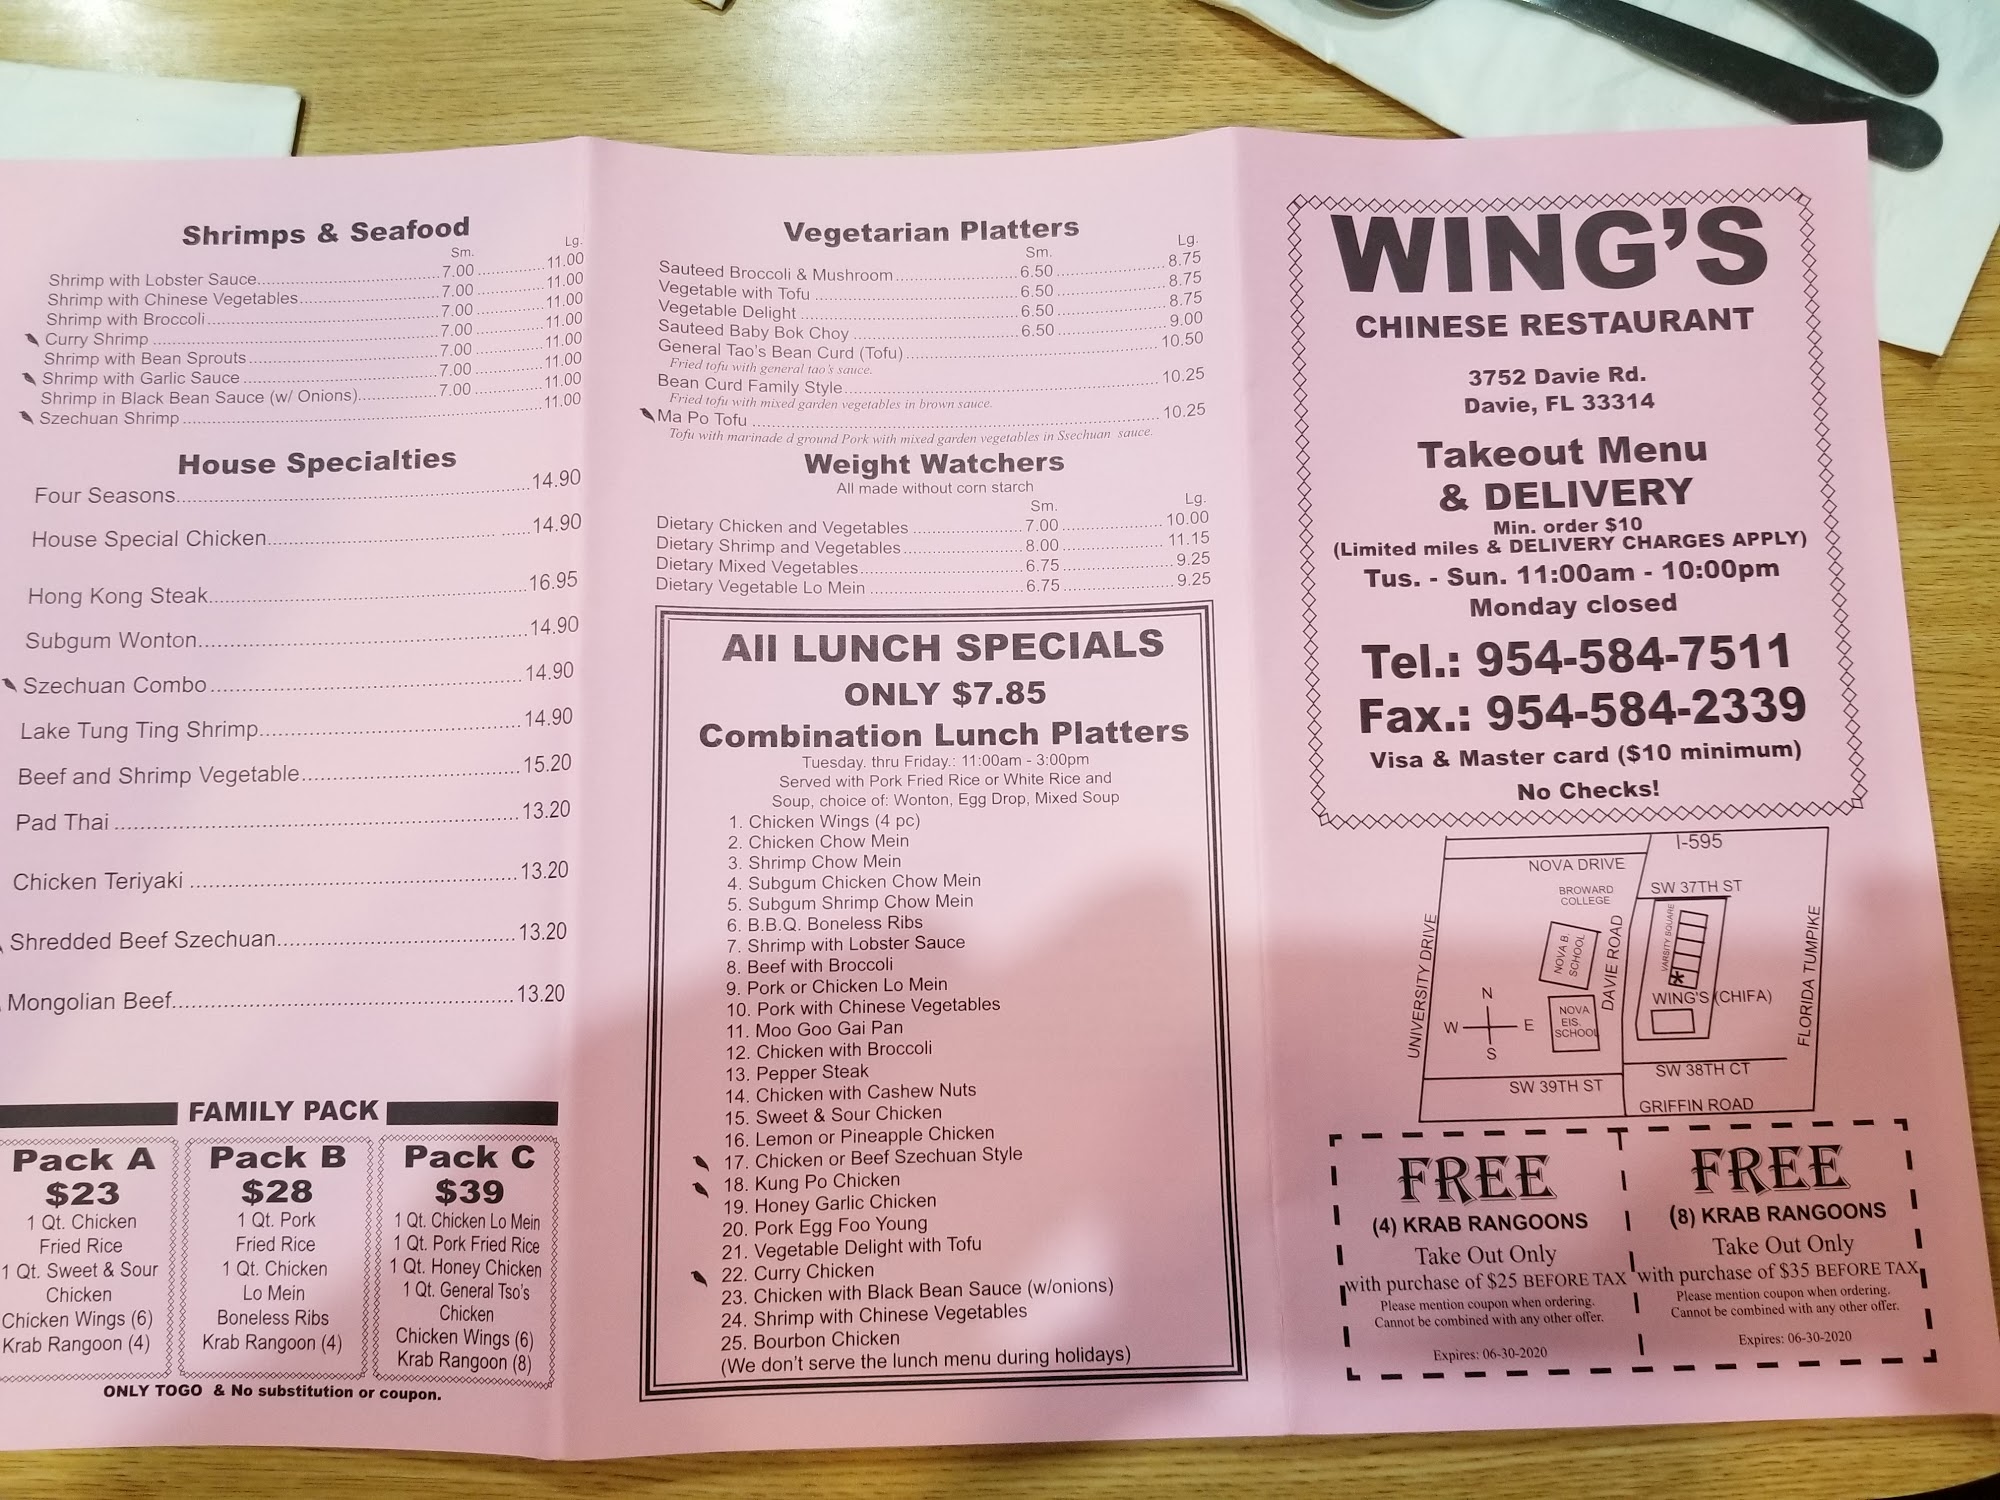 Shrimps & Seafood
Sm. Lg.
Shrimp with Lobster Sauce 7.00 11.00
Shrimp with Chinese Vegetables 7.00 11.00
Shrimp with Broccoli 7.00 11.00
Curry Shrimp 7.00 11.00
Shrimp with Bean Sprouts 7.00 11.00
Shrimp with Garlic Sauce 7.00 11.00
Shrimp in Black Bean Sauce (w/ Onions) 7.00 11.00
Szechuan Shrimp 11.00
House Specialties
Four Seasons 14.90
House Special Chicken 14.90
Hong Kong Steak 16.95
Subgum Wonton 14.90
Szechuan Combo 14.90
Lake Tung Ting Shrimp 14.90
Beef and Shrimp Vegetable 15.20
Pad Thai 13.20
Chicken Teriyaki 13.20
Shredded Beef Szechuan 13.20
Mongolian Beef 13.20
FAMILY PACK
Pack A
$23
1 Qt. Chicken
Fried Rice
1 Qt. Sweet & Sour
Chicken
Chicken Wings (6)
Krab Rangoon (4)
Pack B
$28
1 Qt. Pork
Fried Rice
1 Qt. Chicken
Lo Mein
Boneless Ribs
Krab Rangoon (4)
Pack C
$39
1 Qt. Chicken Lo Mein
1 Qt. Pork Fried Rice
1 Qt. Honey Chicken
1 Qt. General Tso's
Chicken
Chicken Wings (6)
Krab Rangoon (8)
ONLY TOGO & No substitution or coupon.
Vegetarian Platters
Sm. Lg.
Sauteed Broccoli & Mushroom 6.50 8.75
Vegetable with Tofu 6.50 8.75
Vegetable Delight 6.50 8.75
Sauteed Baby Bok Choy 6.50 9.00
General Tao's Bean Curd (Tofu) 10.50
Fried tofu with general tao's sauce.
Bean Curd Family Style 10.25
Fried tofu with mixed garden vegetables in brown sauce.
Ma Po Tofu 10.25
Tofu with marinade d ground Pork with mixed garden vegetables in Ssechuan sauce.
Weight Watchers
All made without corn starch
Sm. Lg.
Dietary Chicken and Vegetables 7.00 10.00
Dietary Shrimp and Vegetables 8.00 11.15
Dietary Mixed Vegetables 6.75 9.25
Dietary Vegetable Lo Mein 6.75 9.25
All LUNCH SPECIALS
ONLY $7.85
Combination Lunch Platters
Tuesday. thru Friday.: 11:00am - 3:00pm
Served with Pork Fried Rice or White Rice and
Soup, choice of: Wonton, Egg Drop, Mixed Soup
1. Chicken Wings (4 pc)
2. Chicken Chow Mein
3. Shrimp Chow Mein
4. Subgum Chicken Chow Mein
5. Subgum Shrimp Chow Mein
6. B.B.Q. Boneless Ribs
7. Shrimp with Lobster Sauce
8. Beef with Broccoli
9. Pork or Chicken Lo Mein
10. Pork with Chinese Vegetables
11. Moo Goo Gai Pan
12. Chicken with Broccoli
13. Pepper Steak
14. Chicken with Cashew Nuts
15. Sweet & Sour Chicken
16. Lemon or Pineapple Chicken
17. Chicken or Beef Szechuan Style
18. Kung Po Chicken
19. Honey Garlic Chicken
20. Pork Egg Foo Young
21. Vegetable Delight with Tofu
22. Curry Chicken
23. Chicken with Black Bean Sauce (w/onions)
24. Shrimp with Chinese Vegetables
25. Bourbon Chicken
(We don't serve the lunch menu during holidays)
WING'S
CHINESE RESTAURANT
3752 Davie Rd.
Davie, FL 33314
Takeout Menu
& DELIVERY
Min. order $10
(Limited miles & DELIVERY CHARGES APPLY)
Tus. - Sun. 11:00am - 10:00pm
Monday closed
Tel.: 954-584-7511
Fax.: 954-584-2339
Visa & Master card ($10 minimum)
No Checks!
I-595
NOVA DRIVE
BROWARD
COLLEGE
SW 37TH ST
UNIVERSITY DRIVE
NOVA B.
SCHOOL
DAVIE ROAD
VARSITY SQUARE
FLORIDA TUMPIKE
WING'S (CHIFA)
N
W E
S
NOVA
EIS.
SCHOOL
SW 38TH CT
SW 39TH ST
GRIFFIN ROAD
FREE
(4) KRAB RANGOONS
Take Out Only
with purchase of $25 BEFORE TAX
Please mention coupon when ordering.
Cannot be combined with any other offer.
Expires: 06-30-2020
FREE
(8) KRAB RANGOONS
Take Out Only
with purchase of $35 BEFORE TAX
Please mention coupon when ordering.
Cannot be combined with any other offer.
Expires: 06-30-2020